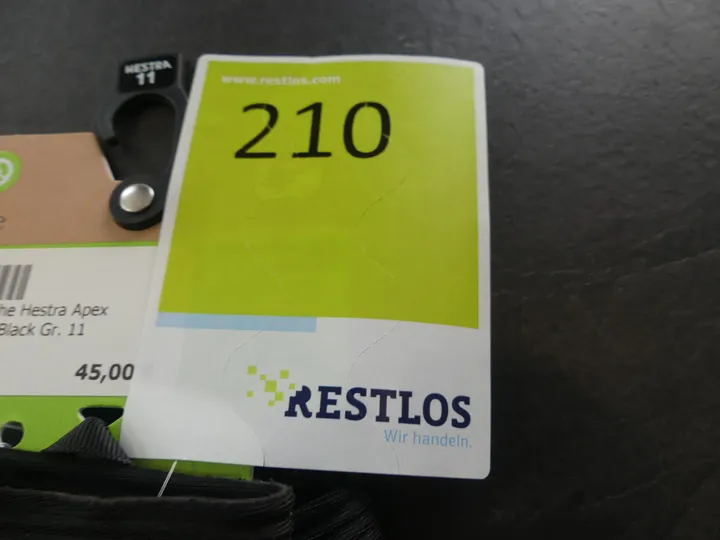 HESTRA
11
www.restlos.com
210
he Hestra Apex
Black Gr. 11
45,00
RESTLOS
Wir handeln.